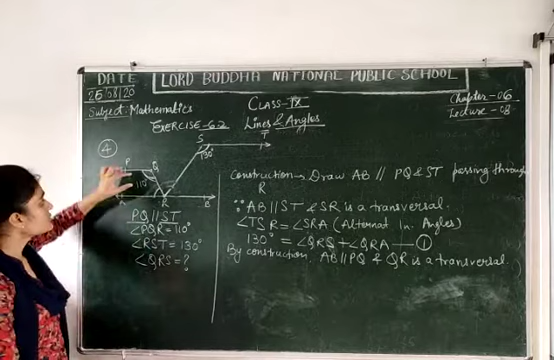 LORD BUDDHA NATIONAL PUBLIC SCHOOL
DATE
25/08/20
Subject: Mathematics
CLASS-IX
Lines & Angles
Chapter-06
Lecture-08
EXERCISE-6.2
④
P
Q
110°
S
130°
T
R
B
PQ // ST
∠PQR = 110°
∠RST = 130°
∠QRS = ?
Construction → Draw AB // PQ & ST passing through
R
∵ AB // ST & SR is a transversal.
∠TSR = ∠SRA (Alternat In. Angles)
130° = ∠QRS + ∠QRA — ①
By construction, AB // PQ & QR is a transversal.